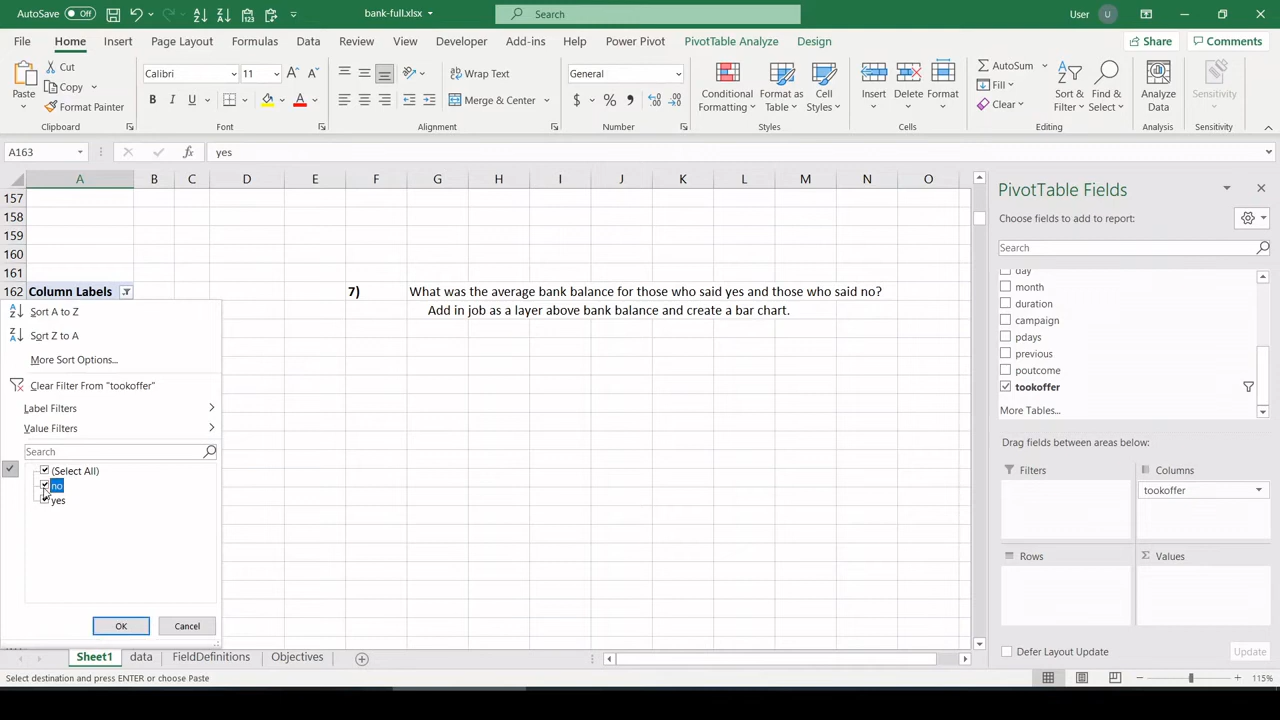 AutoSave Off bank-full.xlsx Search User U
File Home Insert Draw Page Layout Formulas Data Review View Developer Add-ins Help Power Pivot PivotTable Analyze Design Share Comments
Paste Cut Copy Format Painter
Calibri 11 Wrap Text Merge & Center General
Conditional Formatting Format as Table Cell Styles Insert Delete Format
AutoSum Fill Clear Sort & Filter Find & Select Analyze Data Sensitivity
Clipboard Font Alignment Number Styles Cells Editing Analysis Sensitivity
A163 fx yes
A B C D E F G H I J K L M N O
157
158
159
160
161
162 Column Labels 7) What was the average bank balance for those who said yes and those who said no?
Add in job as a layer above bank balance and create a bar chart.
Sort A to Z
Sort Z to A
More Sort Options...
Clear Filter From "tookoffer"
Label Filters
Value Filters
Search
(Select All)
no
yes
OK Cancel
PivotTable Fields
Choose fields to add to report:
Search
day
month
duration
campaign
pdays
previous
poutcome
tookoffer
More Tables...
Drag fields between areas below:
Filters Columns
tookoffer
Rows Values
Defer Layout Update Update
Sheet1 data FieldDefinitions Objectives
Select destination and press ENTER or choose Paste 115%